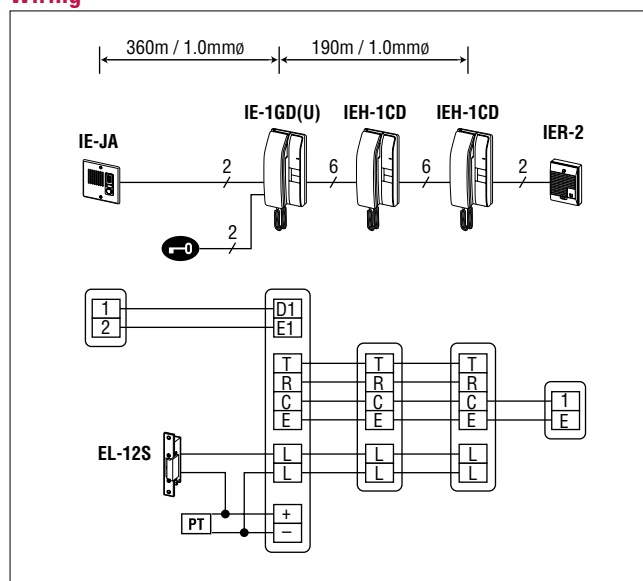 Wiring
360m / 1.0mmø 190m / 1.0mmø
IE-JA
IE-1GD(U) IEH-1CD IEH-1CD IER-2
2 6 6 2
2
1 D1
2 E1
T T T
R R R
C C C 1
E E E E
EL-12S
L L L
L L L
PT
+
−